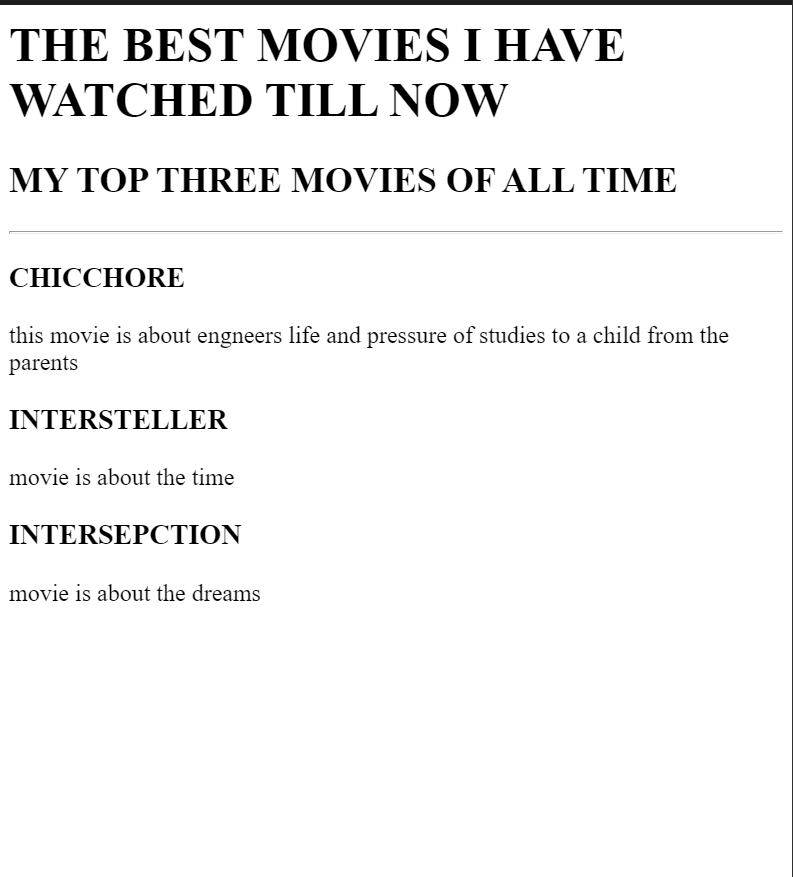 THE BEST MOVIES I HAVE
WATCHED TILL NOW
MY TOP THREE MOVIES OF ALL TIME
CHICCHORE
this movie is about engneers life and pressure of studies to a child from the
parents
INTERSTELLER
movie is about the time
INTERSEPCTION
movie is about the dreams